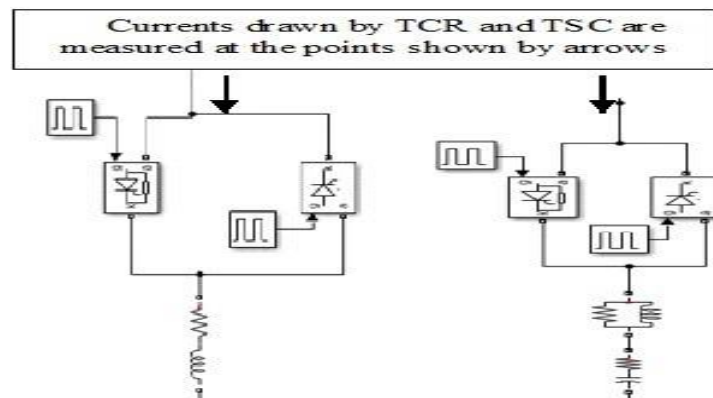 Currents drawn by TCR and TSC are
measured at the points shown by arrows
g a
k
k
g a
g a
k
k
g a